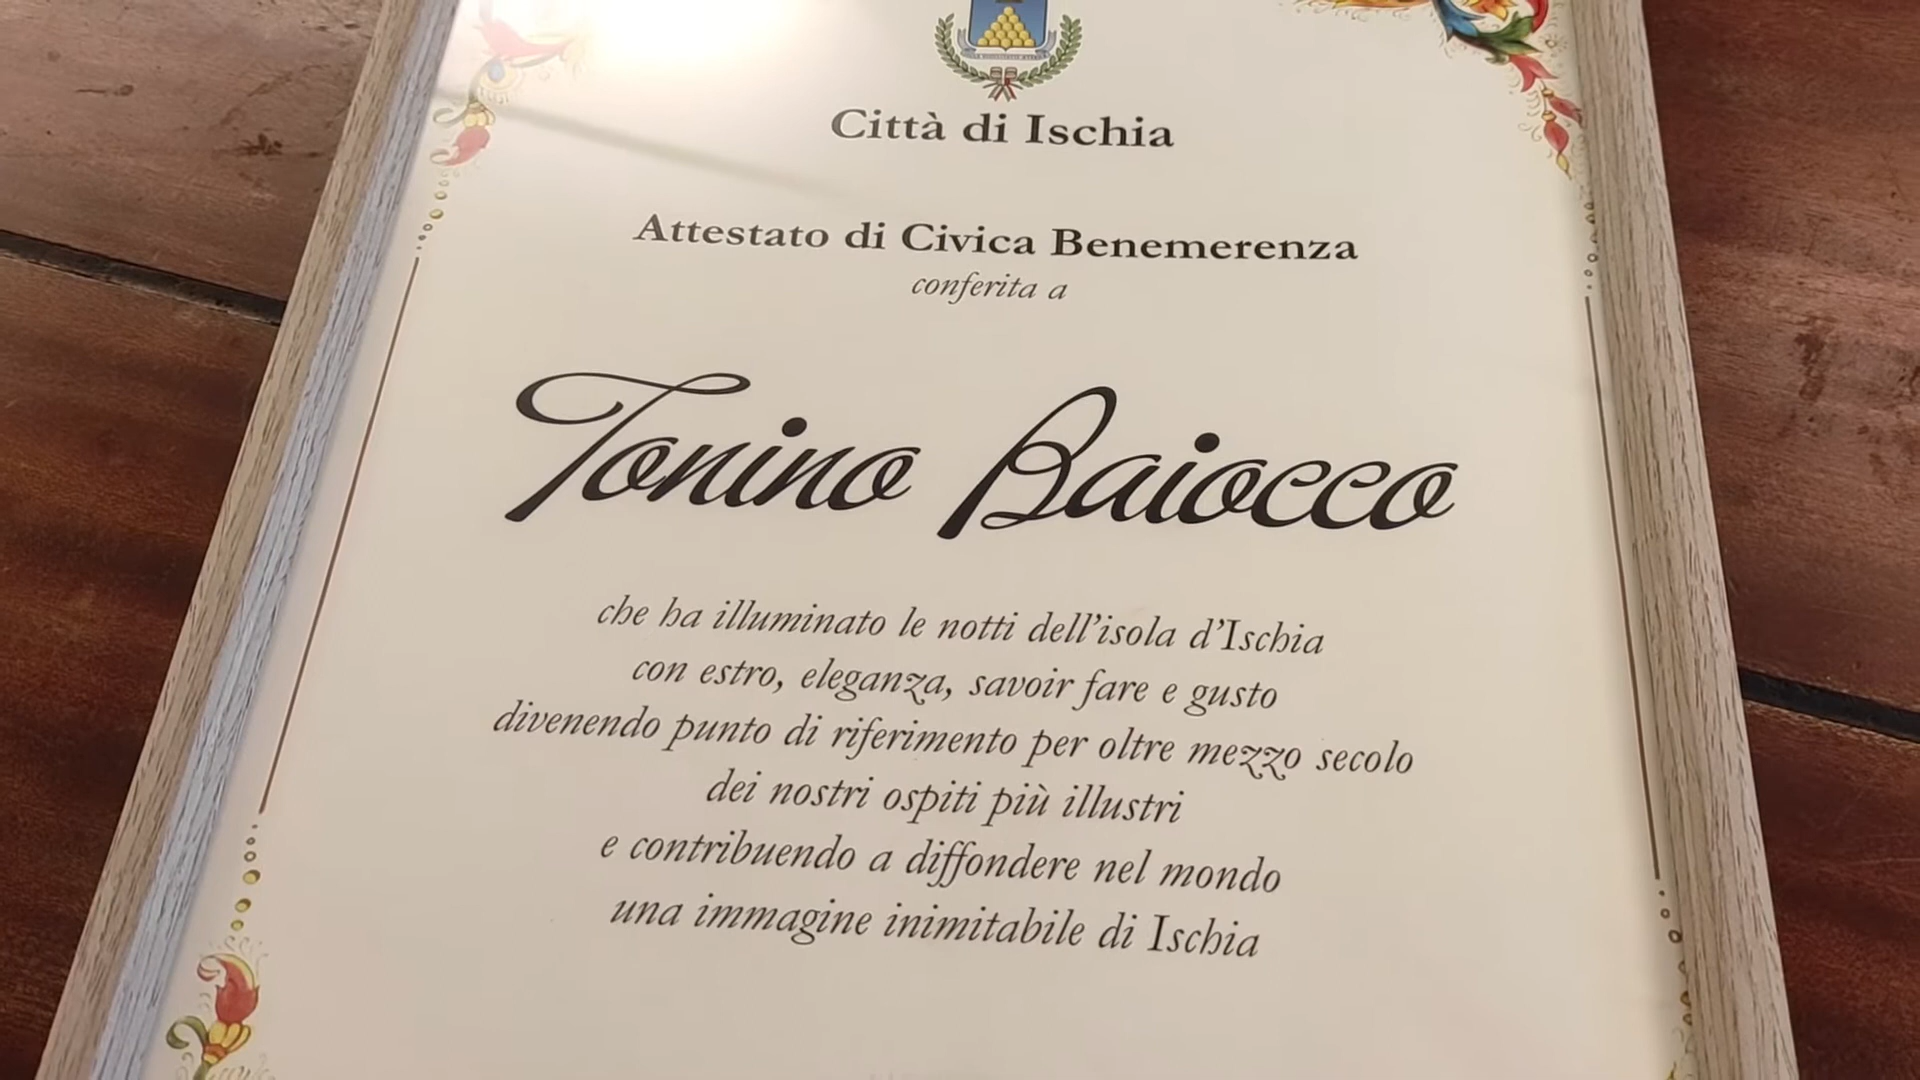 Città di Ischia
Attestato di Civica Benemerenza
conferita a
Tonino Baiocco
che ha illuminato le notti dell'isola d'Ischia
con estro, eleganza, savoir fare e gusto
divenendo punto di riferimento per oltre mezzo secolo
dei nostri ospiti più illustri
e contribuendo a diffondere nel mondo
una immagine inimitabile di Ischia